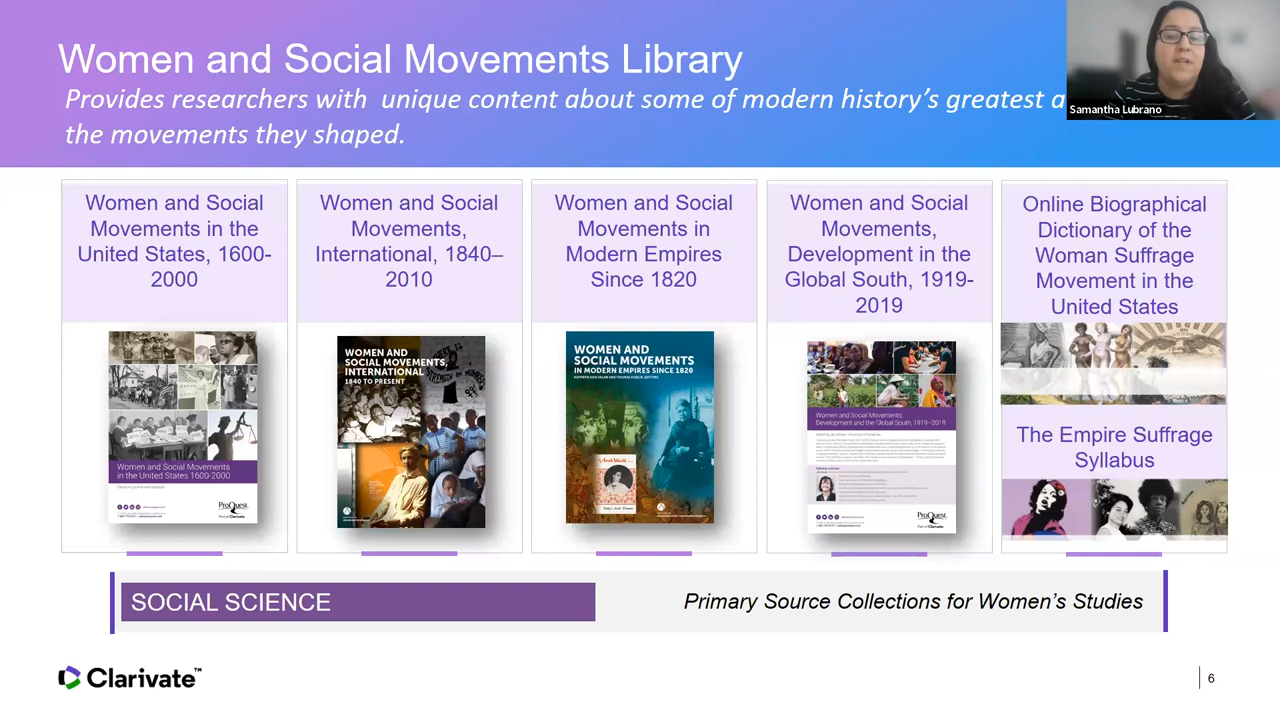 Women and Social Movements Library
Provides researchers with unique content about some of modern history's greatest a
the movements they shaped.
Samantha Lubrano
Women and Social
Movements in the
United States, 1600-
2000
Women and Social
Movements,
International, 1840–
2010
Women and Social
Movements in
Modern Empires
Since 1820
Women and Social
Movements,
Development in the
Global South, 1919-
2019
Online Biographical
Dictionary of the
Woman Suffrage
Movement in the
United States
Women and Social Movements
in the United States 1600-2000
ProQuest
Part of Clarivate
WOMEN AND
SOCIAL MOVEMENTS,
INTERNATIONAL
1840 TO PRESENT
WOMEN AND
SOCIAL MOVEMENTS
IN MODERN EMPIRES SINCE 1820
Women and Social Movements
Development and the Global South, 1919–2019
ProQuest
Part of Clarivate
The Empire Suffrage
Syllabus
SOCIAL SCIENCE
Primary Source Collections for Women's Studies
Clarivate™
6